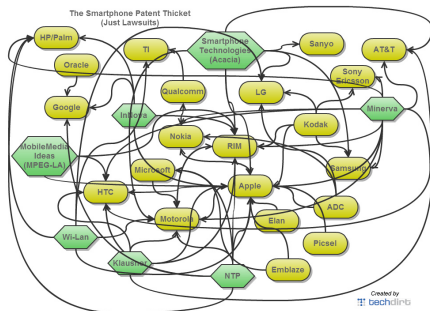 The Smartphone Patent Thicket
(Just Lawsuits)
HP/Palm
TI
Smartphone
Technologies
(Acacia)
Sanyo
AT&T
Oracle
Sony
Ericsson
Qualcomm
LG
Google
InNova
Minerva
Nokia
Kodak
MobileMedia
Ideas
(MPEG-LA)
RIM
Microsoft
Samsung
HTC
Apple
Motorola
ADC
Elan
Wi-Lan
Picsel
Klausner
NTP
Emblaze
Created by
techdirt